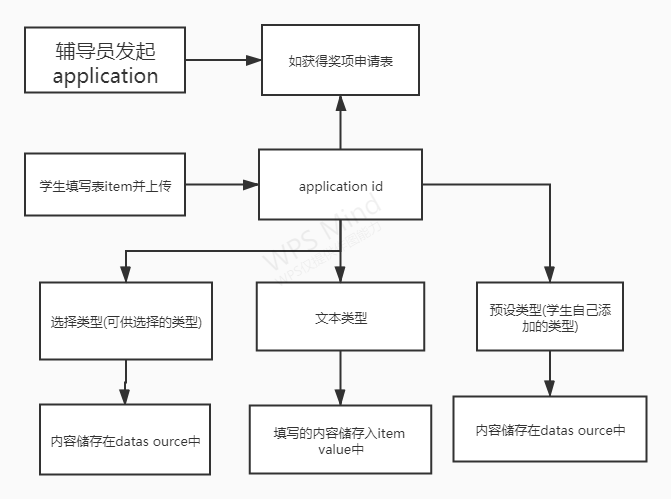 辅导员发起
application
如获得奖项申请表
学生填写表item并上传
application id
WPS Mind
选择类型(可供选择的类型)
文本类型
预设类型(学生自己添
加的类型)
内容储存在datas ource中
填写的内容储存入item
value中
内容储存在datas ource中